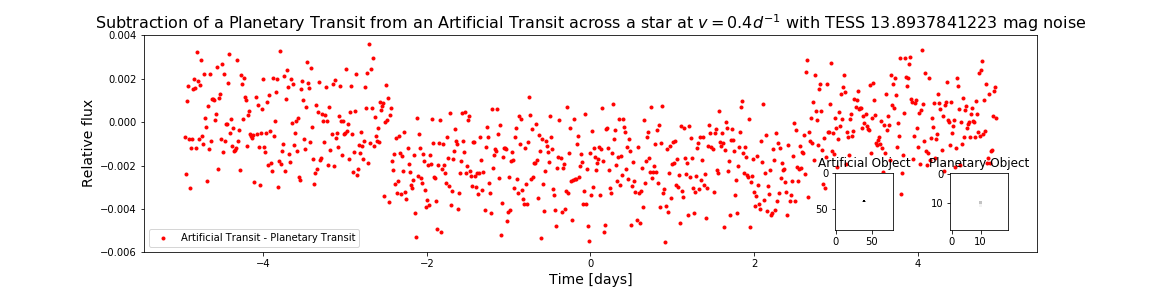 Subtraction of a Planetary Transit from an Artificial Transit across a star at v = 0.4d⁻¹ with TESS 13.8937841223 mag noise
Relative flux
0.004
0.002
0.000
−0.002
−0.004
−0.006
Artificial Transit - Planetary Transit
Artificial Object
0
50
0 50
Planetary Object
0
10
0 10
−4 −2 0 2 4
Time [days]